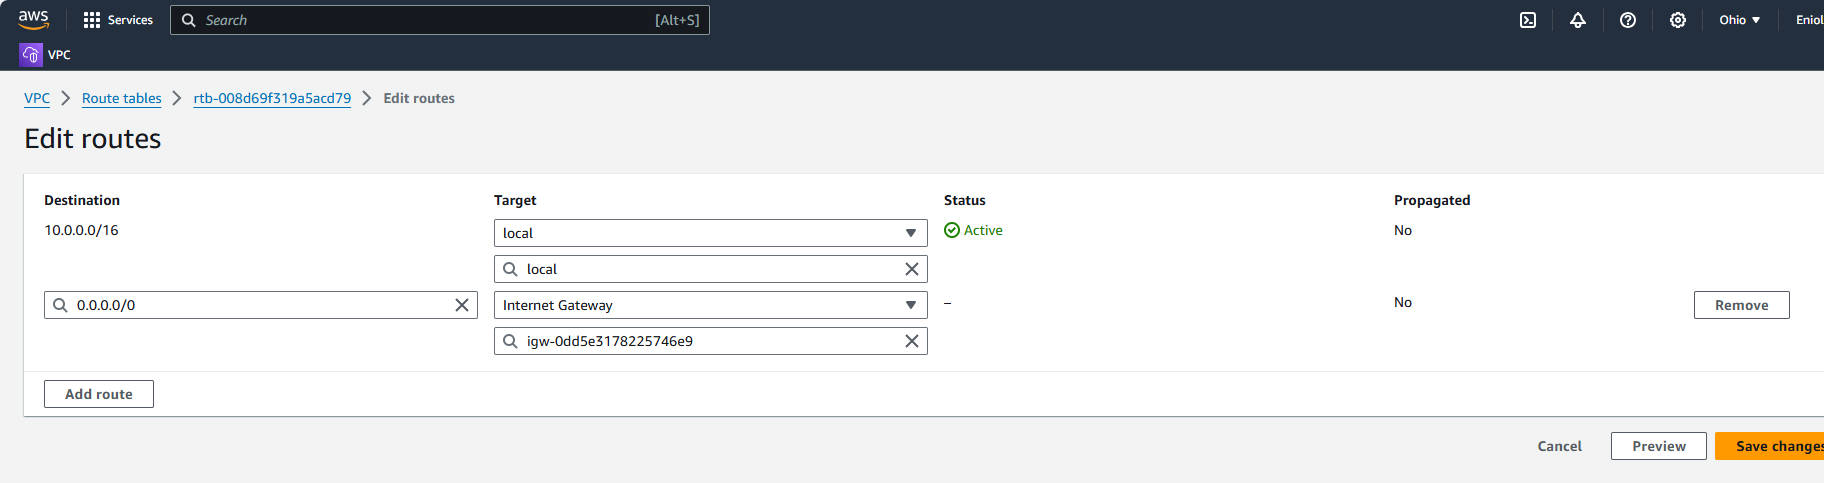 aws Services Search [Alt+S] Ohio Eniol
VPC
VPC Route tables rtb-008d69f319a5acd79 Edit routes
Edit routes
Destination Target Status Propagated
10.0.0.0/16 local Active No
local
0.0.0.0/0 Internet Gateway – No Remove
igw-0dd5e3178225746e9
Add route
Cancel Preview Save changes